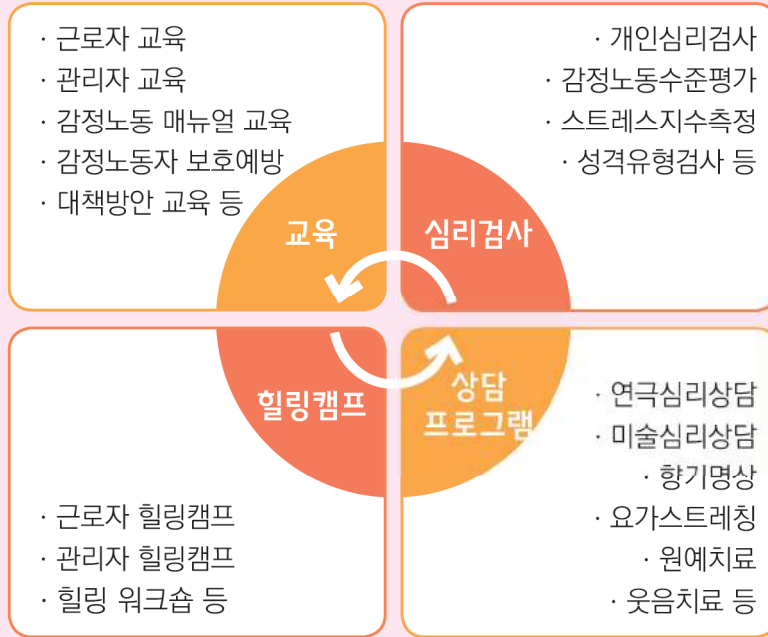 · 근로자 교육
· 관리자 교육
· 감정노동 매뉴얼 교육
· 감정노동자 보호예방
· 대책방안 교육 등
교육
· 개인심리검사
· 감정노동수준평가
· 스트레스지수측정
· 성격유형검사 등
심리검사
힐링캠프
· 근로자 힐링캠프
· 관리자 힐링캠프
· 힐링 워크숍 등
상담
프로그램
· 연극심리상담
· 미술심리상담
· 향기명상
· 요가스트레칭
· 원예치료
· 웃음치료 등